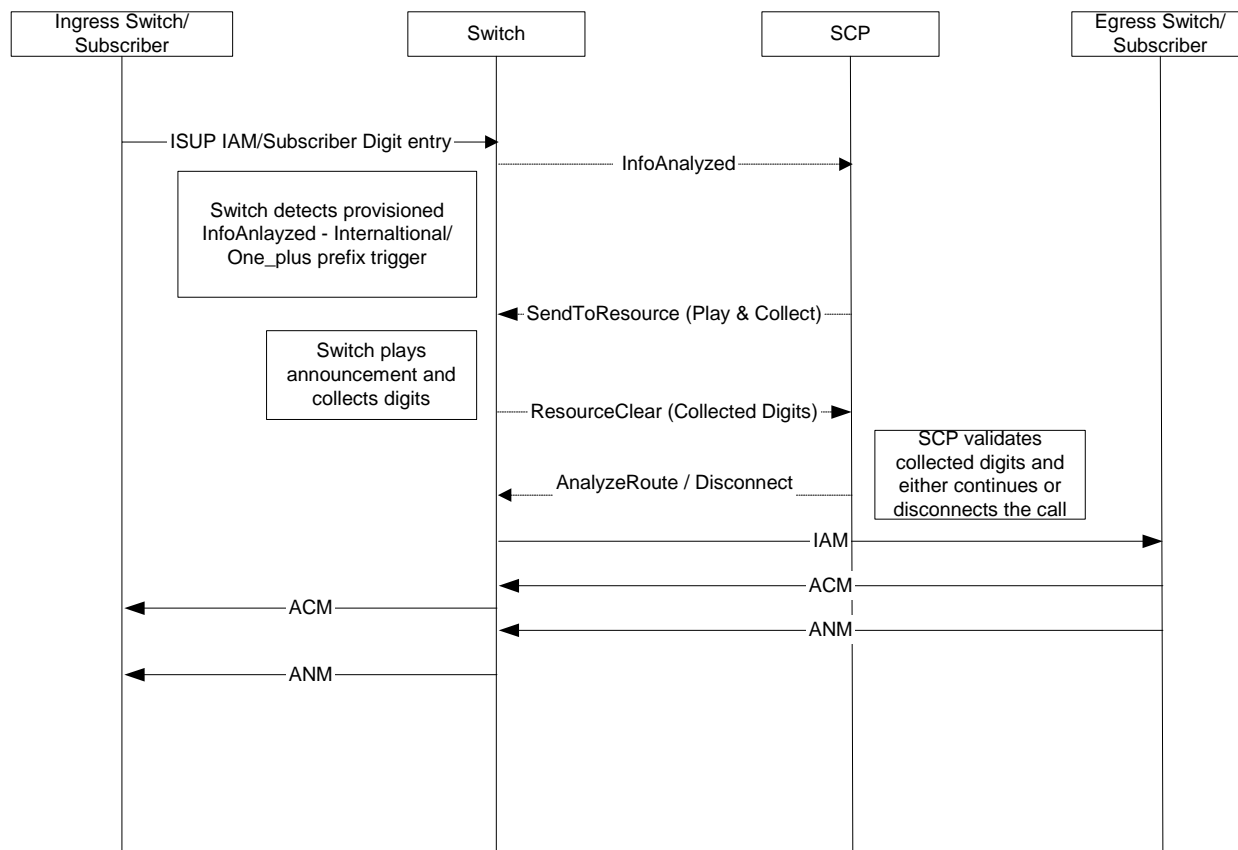 Ingress Switch/
Subscriber
Switch
SCP
Egress Switch/
Subscriber
ISUP IAM/Subscriber Digit entry
InfoAnalyzed
Switch detects provisioned
InfoAnlayzed - Internaltional/
One_plus prefix trigger
SendToResource (Play & Collect)
Switch plays
announcement and
collects digits
ResourceClear (Collected Digits)
SCP validates
collected digits and
either continues or
disconnects the call
AnalyzeRoute / Disconnect
IAM
ACM
ACM
ANM
ANM